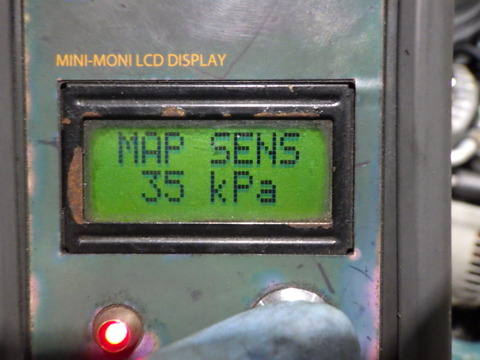 MINI-MONI LCD DISPLAY
MAP SENS
35 kPa